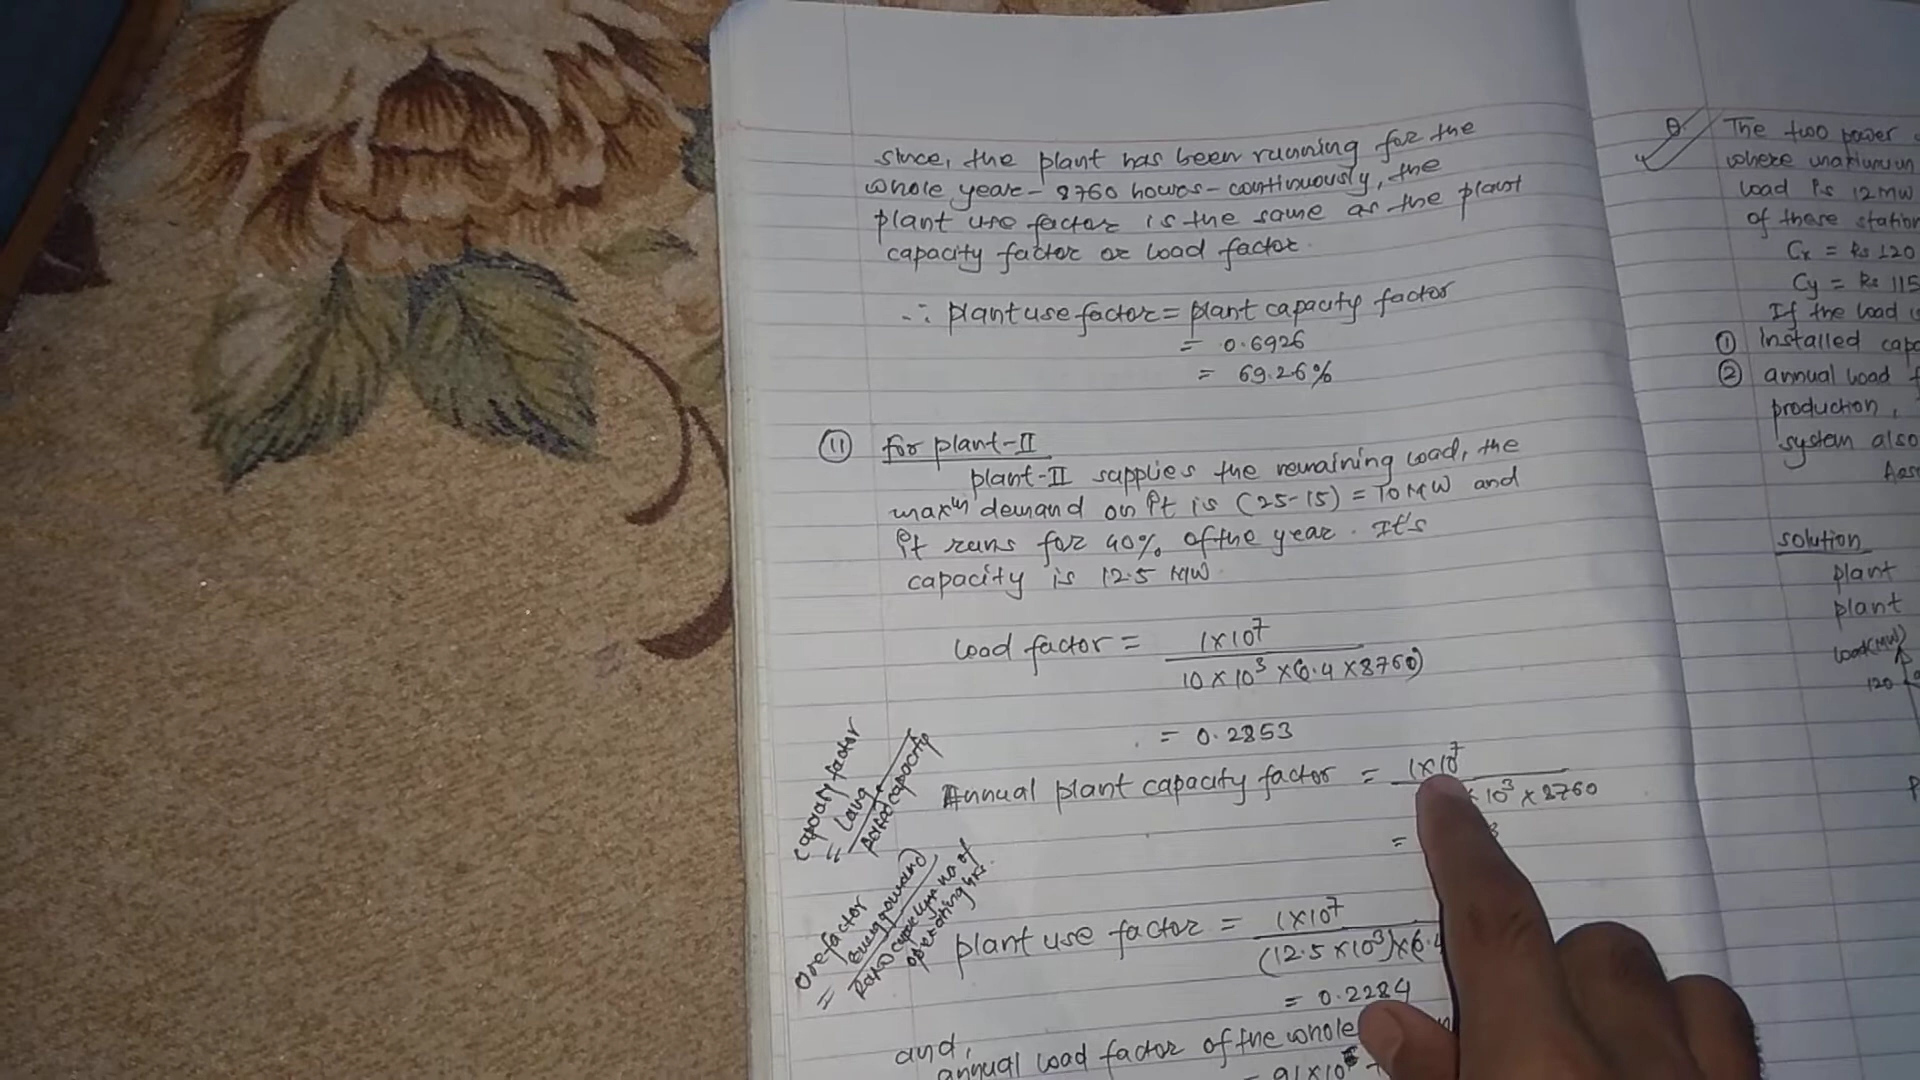 since, the plant has been running for the
whole year - 8760 hours - continuously, the
plant use factor is the same as the plant
capacity factor or load factor.
∴ plant use factor = plant capacity factor
= 0.6926
= 69.26%
(11) for plant-II
plant-II supplies the remaining load, the
maxm demand on it is (25-15) = 10 MW and
it runs for 40% of the year. It's
capacity is 12.5 MW.
load factor = 1×10⁷
10×10³×(0.4×8760)
= 0.2853
Annual plant capacity factor = 1×10⁷
10³×8760
=
plant use factor = 1×10⁷
(12.5×10³)×(0.4
= 0.2284
and,
annual load factor of the whole
capacity factor
=
Rated capacity
use factor
=
operating hrs
Q. The two power
where maximum
load is 12 MW
of these station
Cx = Rs 120
Cy = Rs 115
If the load is
① Installed capa
② annual load f
production,
system also
Ass
solution
plant
plant
load(MW)
120